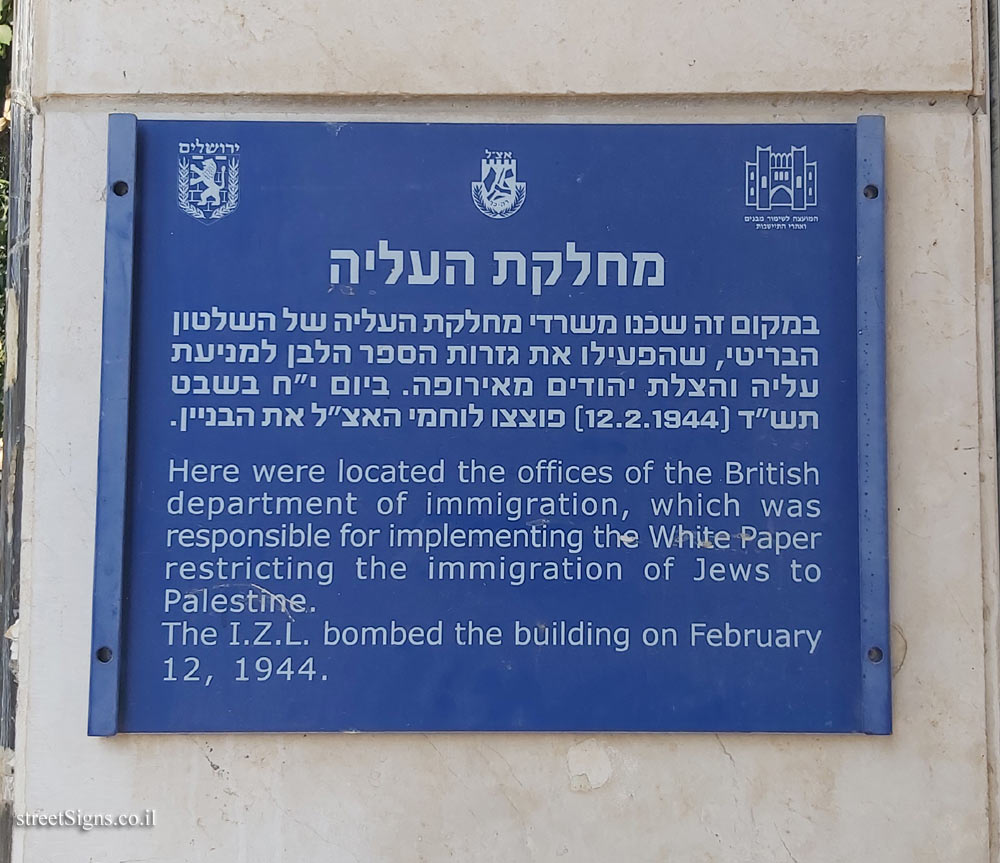 ירושלים
אצ"ל
המועצה לשימור מבנים
ואתרי התיישבות
מחלקת העליה
במקום זה שכנו משרדי מחלקת העליה של השלטון
הבריטי, שהפעילו את גזרות הספר הלבן למניעת
עליה והצלת יהודים מאירופה. ביום י"ח בשבט
תש"ד (12.2.1944) פוצצו לוחמי האצ"ל את הבניין.
Here were located the offices of the British
department of immigration, which was
responsible for implementing the White Paper
restricting the immigration of Jews to
Palestine.
The I.Z.L. bombed the building on February
12, 1944.
streetSigns.co.il